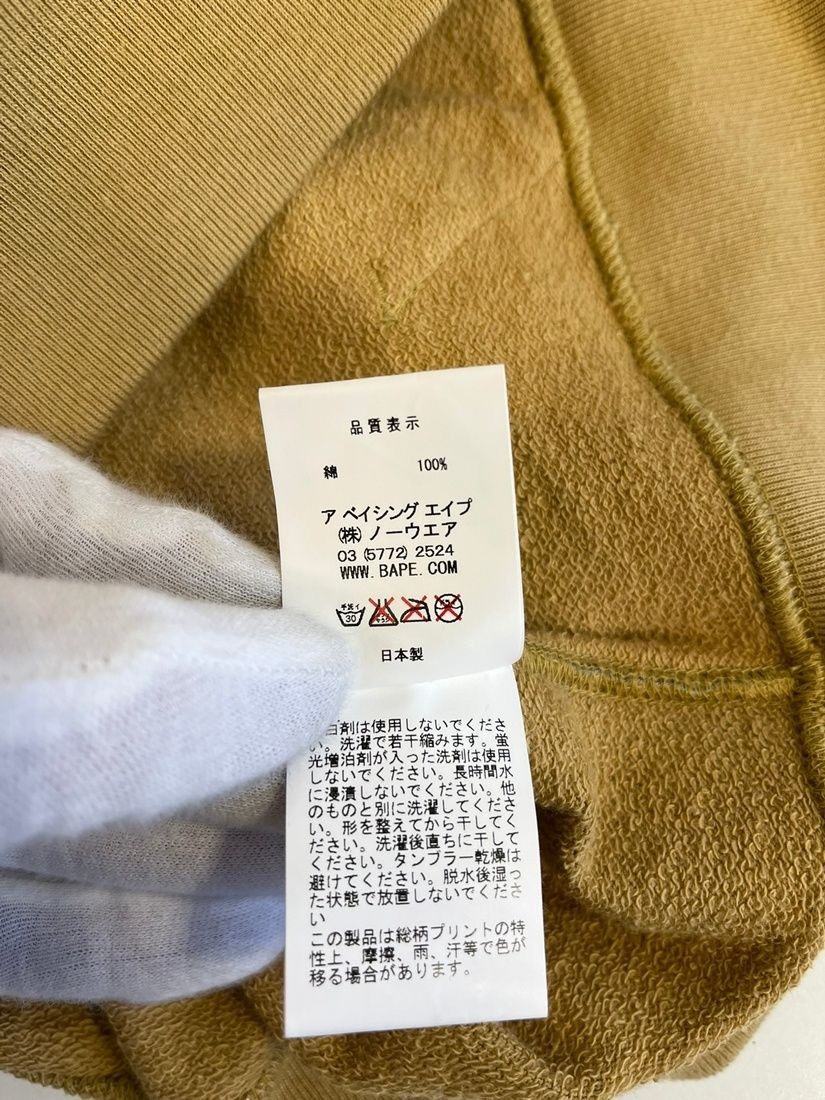 品質表示
綿 100%
ア ベイシング エイプ
(株) ノーウエア
03 (5772) 2524
WWW.BAPE.COM
手洗イ
30
日本製
白剤は使用しないでくださ
い。洗濯で若干縮みます。蛍
光増泊剤が入った洗剤は使用
しないでください。長時間水
に浸漬しないでください。他
のものと別に洗濯してくださ
い。形を整えてから干してく
ださい。洗濯後直ちに干して
ください。タンブラー乾燥は
避けてください。脱水後湿っ
た状態で放置しないでくださ
い
この製品は総柄プリントの特
性上、摩擦、雨、汗等で色が
移る場合があります。